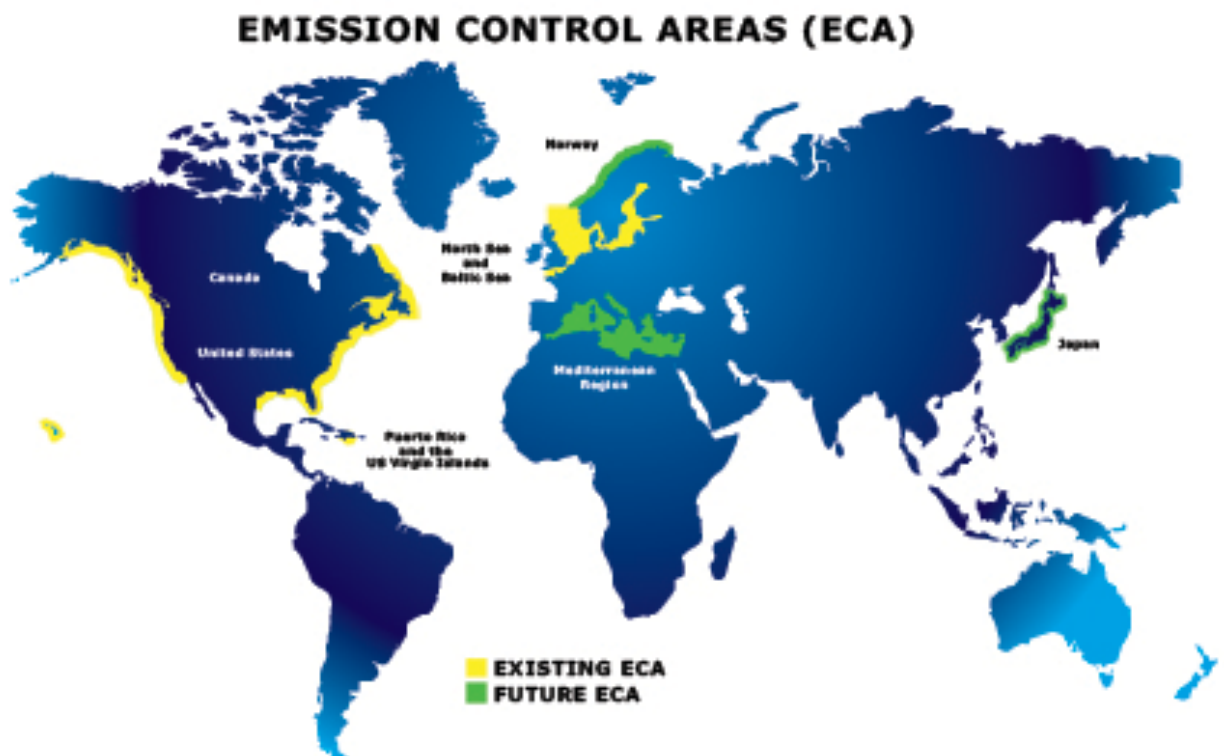 EMISSION CONTROL AREAS (ECA)
Norway
North Sea
and
Baltic Sea
Canada
United States
Japan
Mediterranean
Region
Puerto Rico
and the
US Virgin Islands
EXISTING ECA
FUTURE ECA